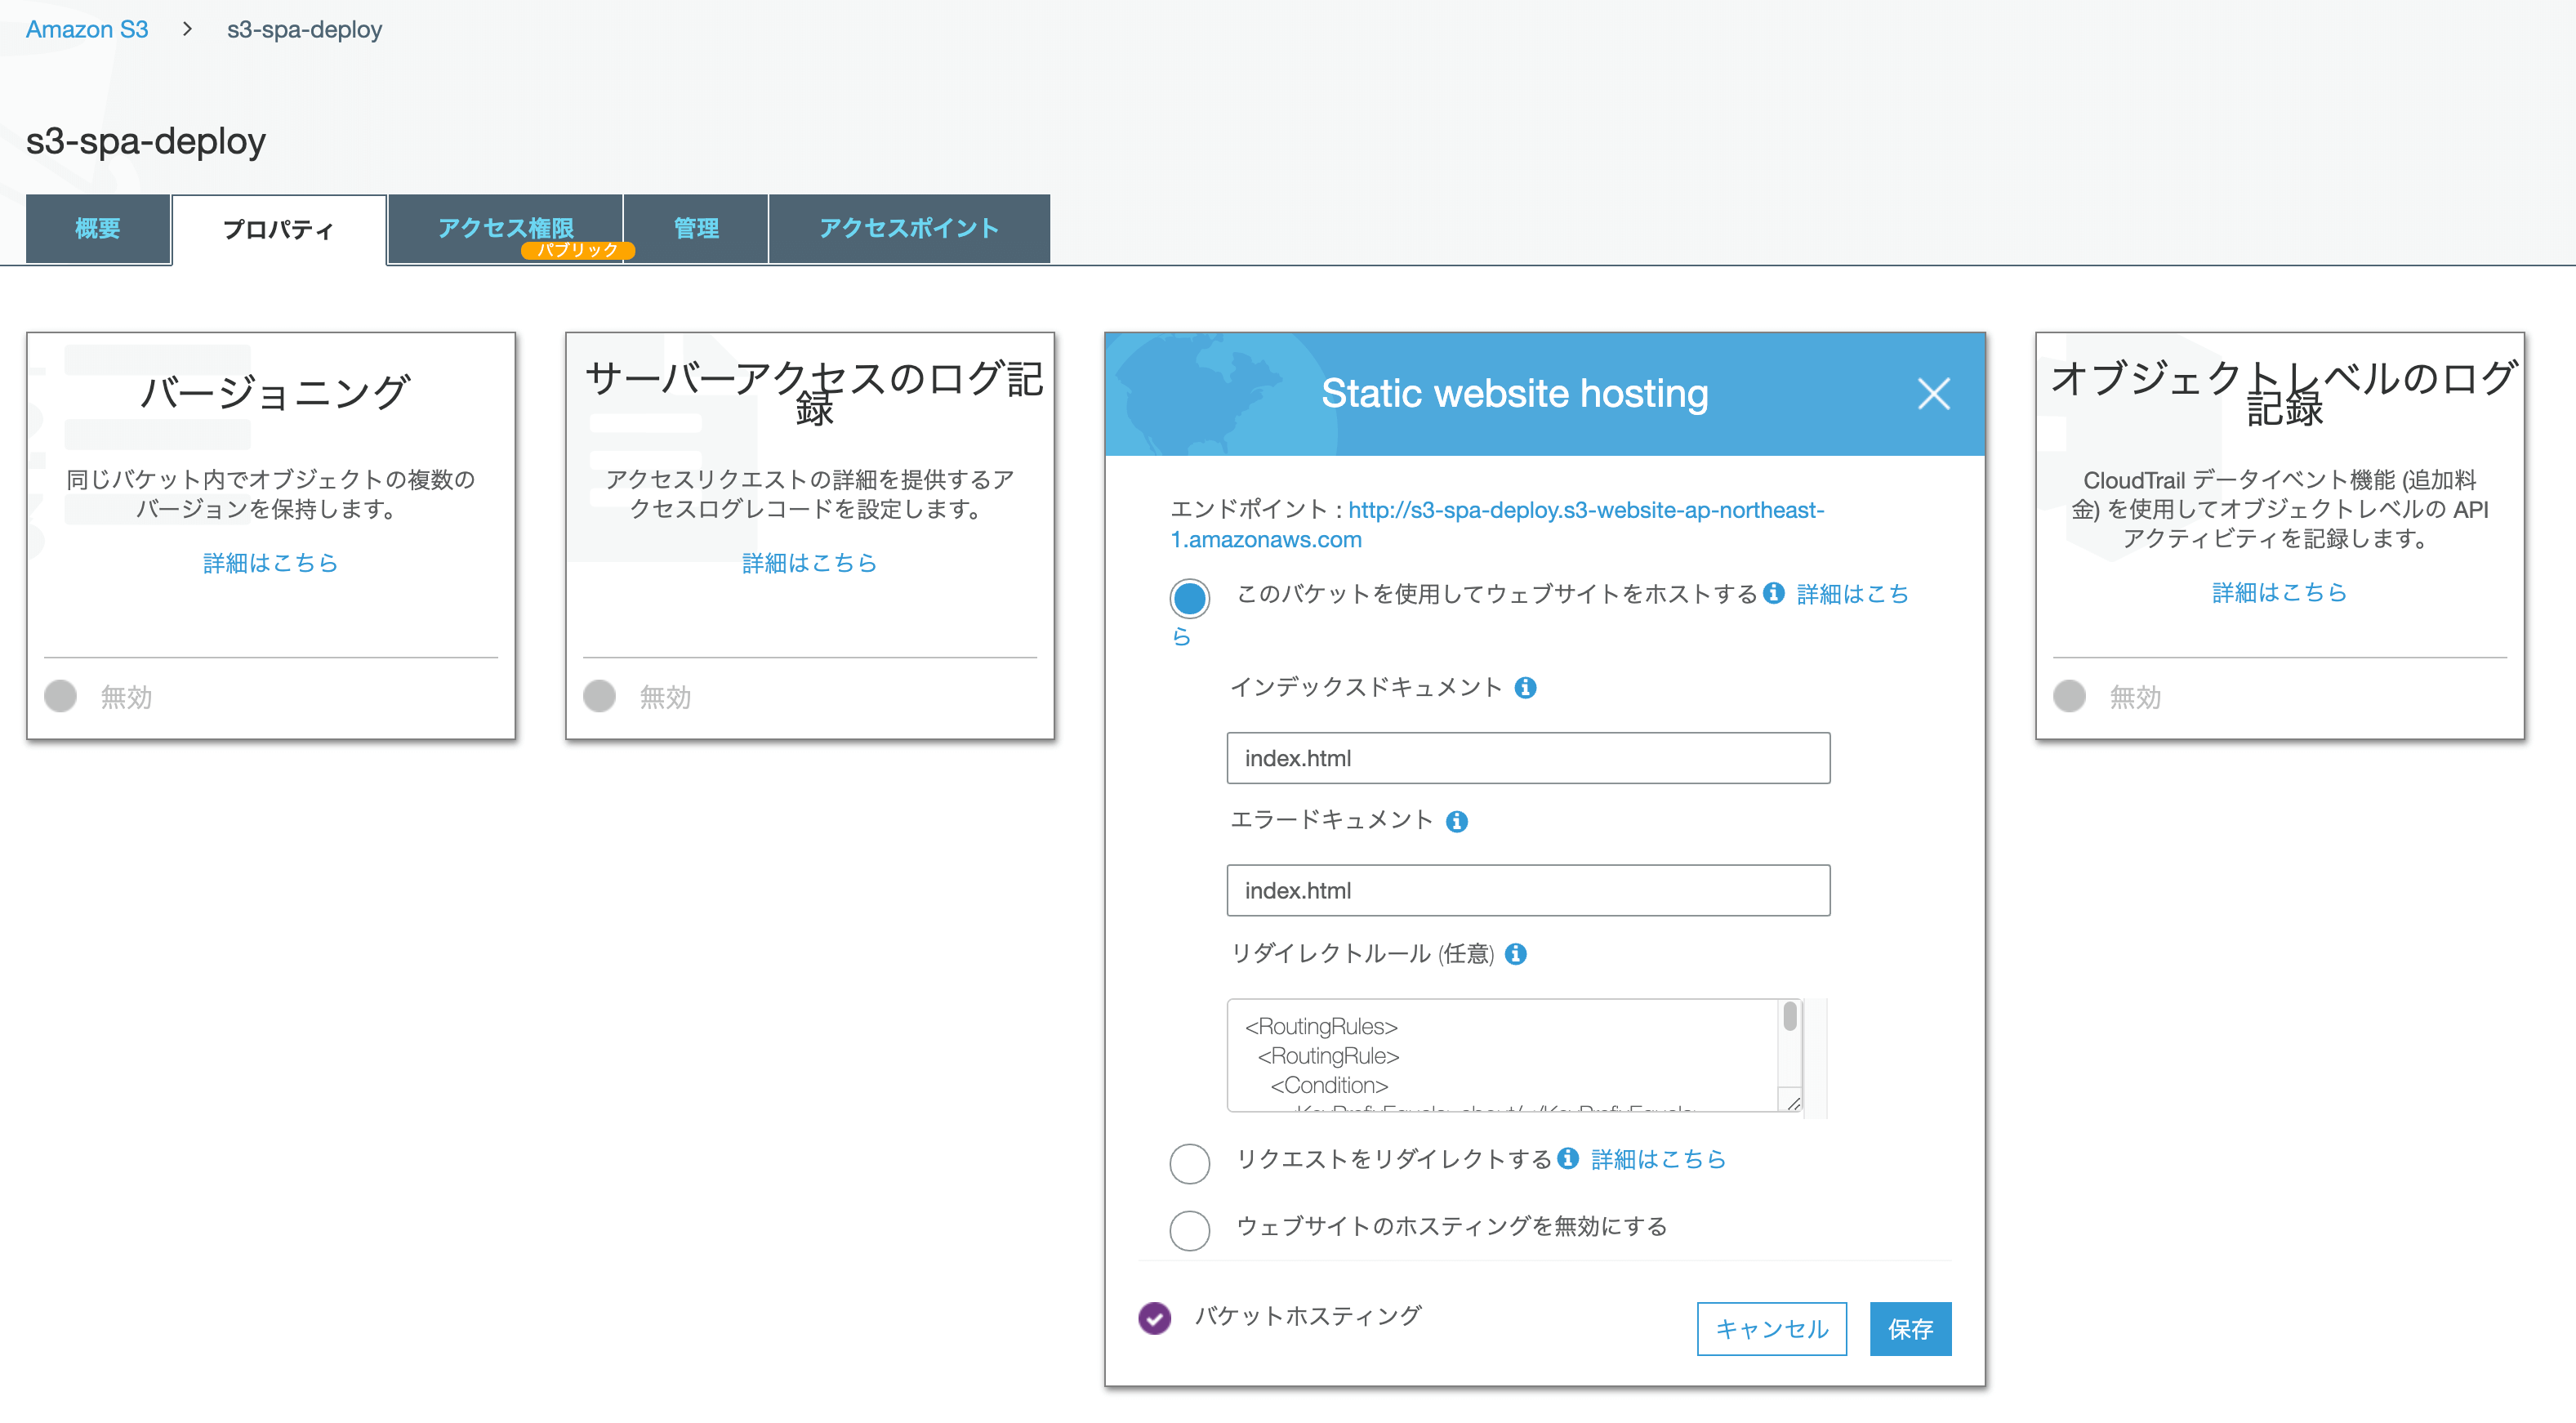 Amazon S3 > s3-spa-deploy
s3-spa-deploy
概要
プロパティ
アクセス権限
パブリック
管理
アクセスポイント
バージョニング
同じバケット内でオブジェクトの複数の
バージョンを保持します。
詳細はこちら
無効
サーバーアクセスのログ記
録
アクセスリクエストの詳細を提供するア
クセスログレコードを設定します。
詳細はこちら
無効
Static website hosting
エンドポイント : http://s3-spa-deploy.s3-website-ap-northeast-
1.amazonaws.com
このバケットを使用してウェブサイトをホストする 詳細はこち
ら
インデックスドキュメント
index.html
エラードキュメント
index.html
リダイレクトルール (任意)
<RoutingRules>
<RoutingRule>
<Condition>
<KeyPrefixEquals>about/</KeyPrefixEquals>
リクエストをリダイレクトする 詳細はこちら
ウェブサイトのホスティングを無効にする
バケットホスティング
キャンセル
保存
オブジェクトレベルのログ
記録
CloudTrail データイベント機能 (追加料
金) を使用してオブジェクトレベルの API
アクティビティを記録します。
詳細はこちら
無効